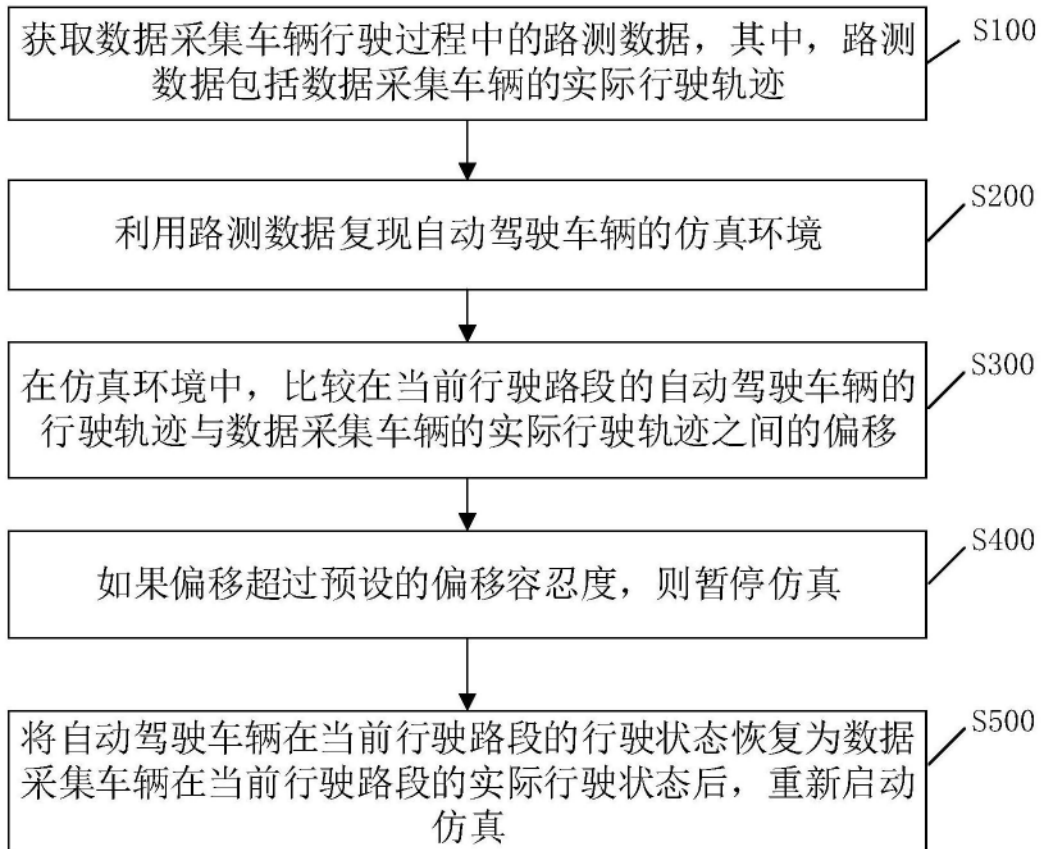 获取数据采集车辆行驶过程中的路测数据，其中，路测
数据包括数据采集车辆的实际行驶轨迹
S100
利用路测数据复现自动驾驶车辆的仿真环境
S200
在仿真环境中，比较在当前行驶路段的自动驾驶车辆的
行驶轨迹与数据采集车辆的实际行驶轨迹之间的偏移
S300
如果偏移超过预设的偏移容忍度，则暂停仿真
S400
将自动驾驶车辆在当前行驶路段的行驶状态恢复为数据
采集车辆在当前行驶路段的实际行驶状态后，重新启动
仿真
S500